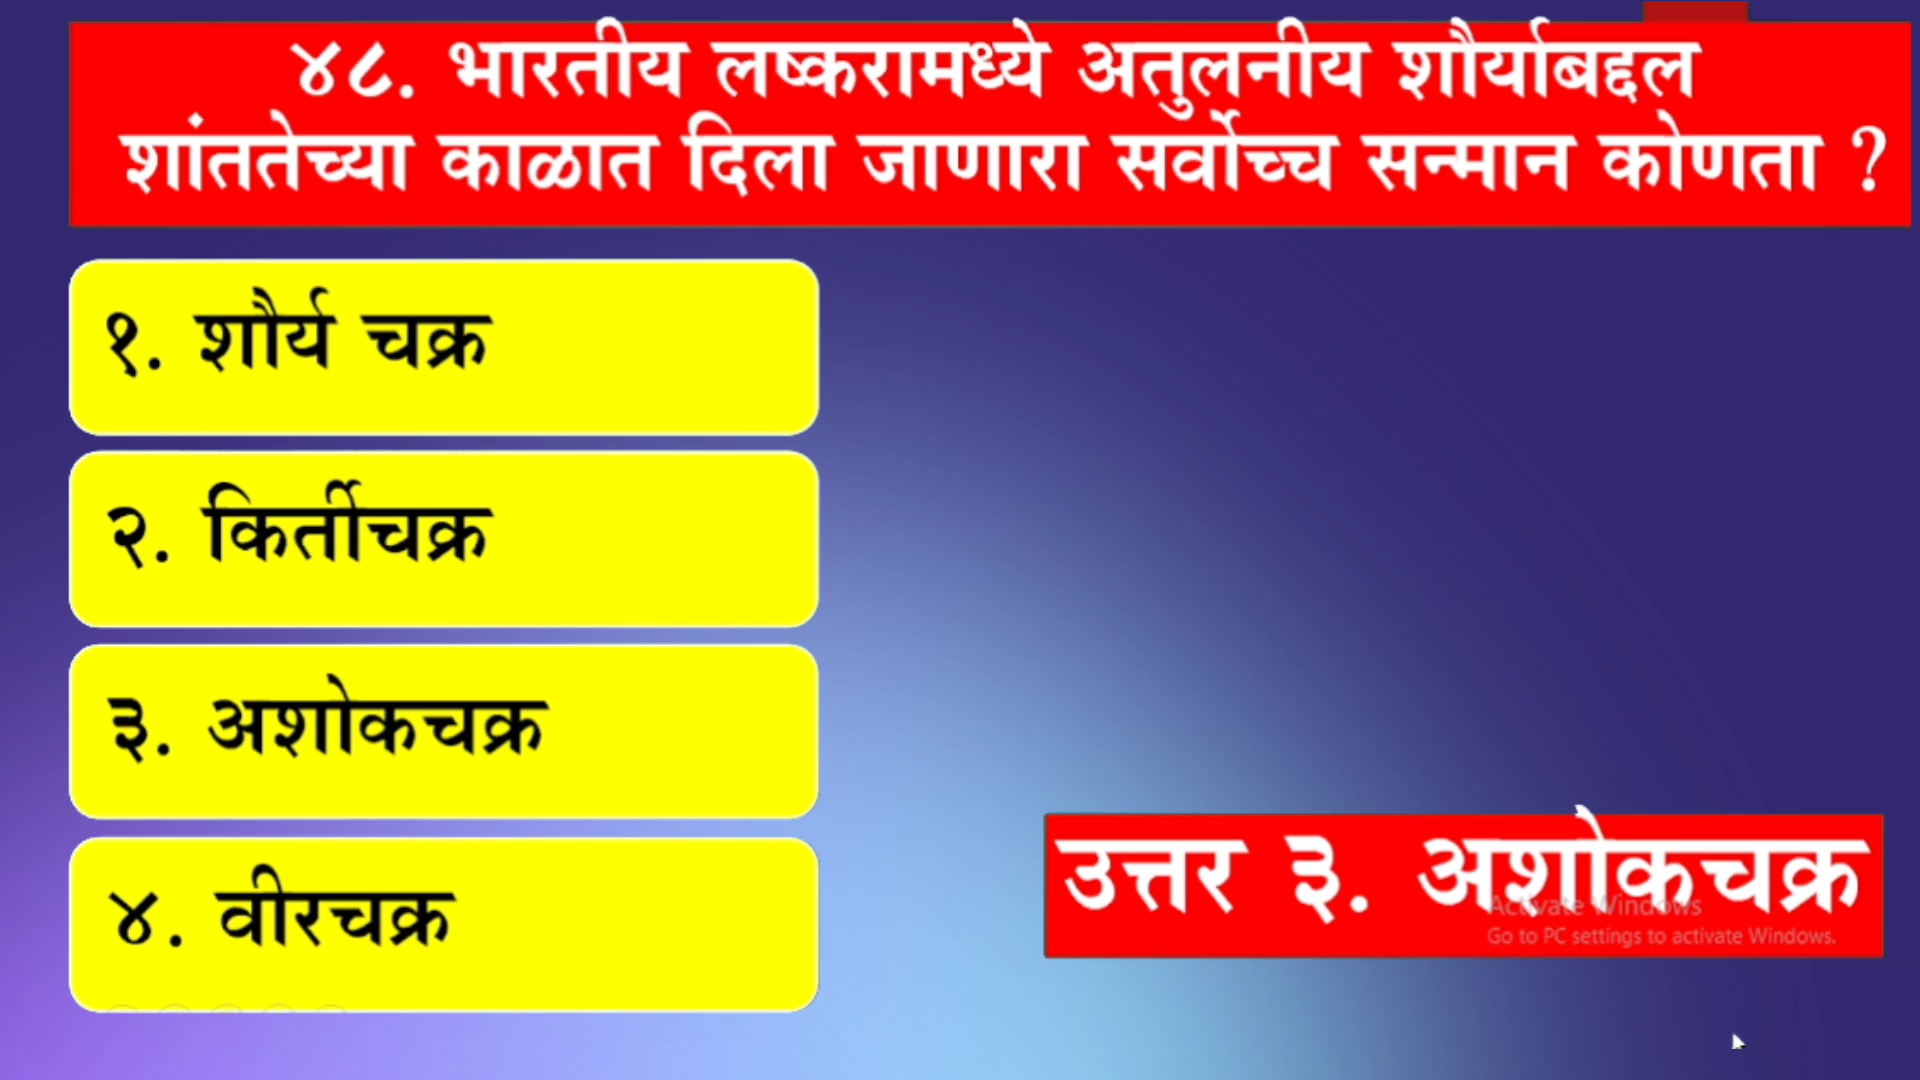 ४८. भारतीय लष्करामध्ये अतुलनीय शौर्याबद्दल
शांततेच्या काळात दिला जाणारा सर्वोच्च सन्मान कोणता ?
१. शौर्य चक्र
२. किर्तीचक्र
३. अशोकचक्र
४. वीरचक्र
उत्तर ३. अशोकचक्र
Activate Windows
Go to PC settings to activate Windows.